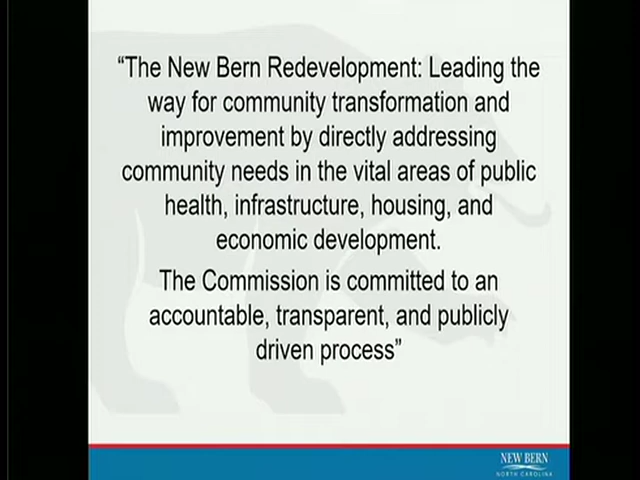 “The New Bern Redevelopment: Leading the
way for community transformation and
improvement by directly addressing
community needs in the vital areas of public
health, infrastructure, housing, and
economic development.
The Commission is committed to an
accountable, transparent, and publicly
driven process”
NEW BERN
NORTH CAROLINA